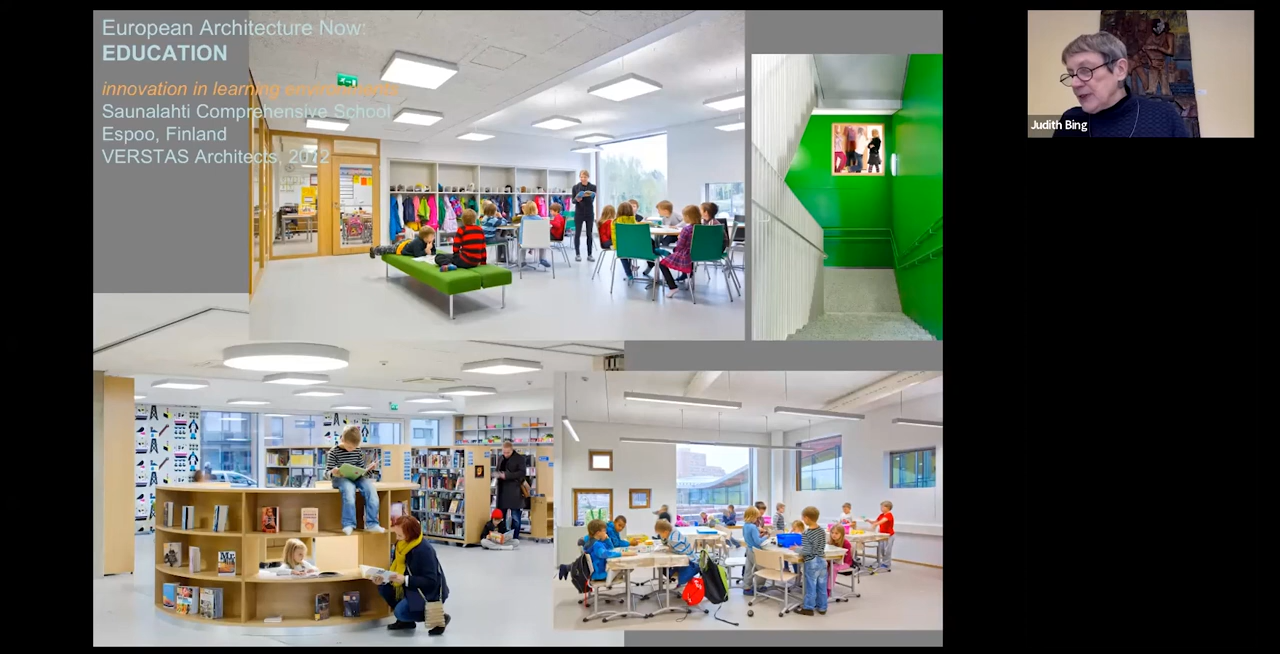 European Architecture Now:
EDUCATION
innovation in learning environments
Saunalahti Comprehensive School
Espoo, Finland
VERSTAS Architects, 2012
Judith Bing